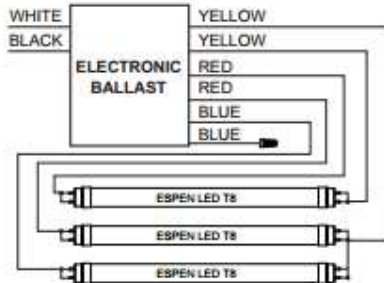 WHITE
BLACK
ELECTRONIC
BALLAST
YELLOW
YELLOW
RED
RED
BLUE
BLUE
ESPEN LED T8
ESPEN LED T8
ESPEN LED T8